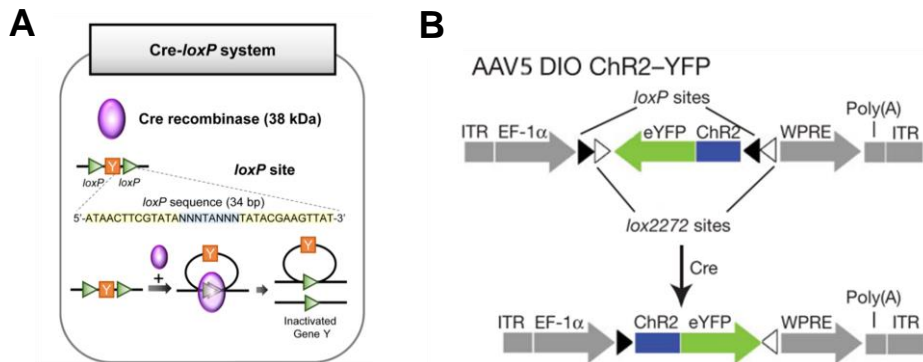 A
Cre-loxP system
Cre recombinase (38 kDa)
Y
loxP loxP
loxP site
loxP sequence (34 bp)
5'-ATAACTTCGTATANNNTANNNTATACGAAGTTAT-3'
Y
+
Y
Y
Inactivated
Gene Y
B
AAV5 DIO ChR2–YFP
loxP sites
ITR EF-1α eYFP ChR2 WPRE Poly(A) ITR
lox2272 sites
Cre
ITR EF-1α ChR2 eYFP WPRE Poly(A) ITR